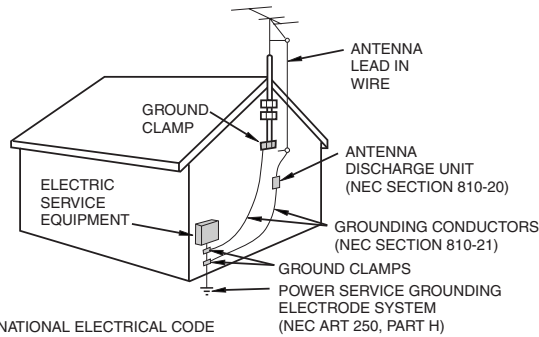 ANTENNA
LEAD IN
WIRE
GROUND
CLAMP
ANTENNA
DISCHARGE UNIT
(NEC SECTION 810-20)
ELECTRIC
SERVICE
EQUIPMENT
GROUNDING CONDUCTORS
(NEC SECTION 810-21)
GROUND CLAMPS
POWER SERVICE GROUNDING
ELECTRODE SYSTEM
(NEC ART 250, PART H)
NATIONAL ELECTRICAL CODE